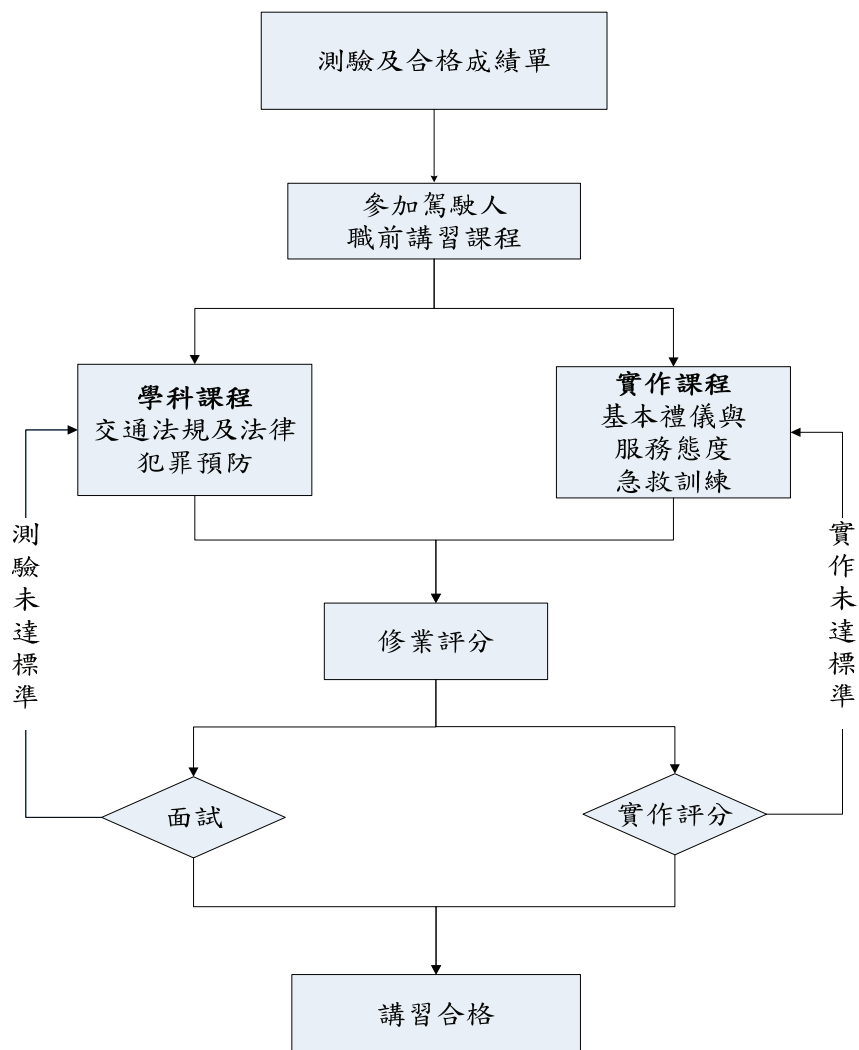 測驗及合格成績單
參加駕駛人
職前講習課程
學科課程
交通法規及法律
犯罪預防
實作課程
基本禮儀與
服務態度
急救訓練
測驗未達標準
實作未達標準
修業評分
面試
實作評分
講習合格